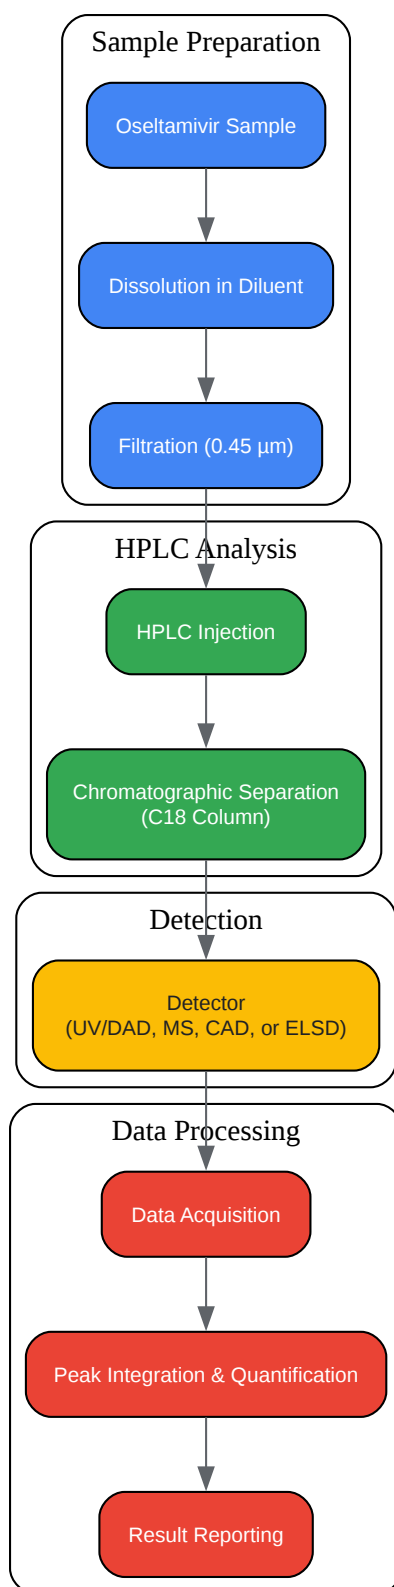 Sample Preparation
Oseltamivir Sample
Dissolution in Diluent
Filtration (0.45 µm)
HPLC Analysis
HPLC Injection
Chromatographic Separation
(C18 Column)
Detection
Detector
(UV/DAD, MS, CAD, or ELSD)
Data Processing
Data Acquisition
Peak Integration & Quantification
Result Reporting